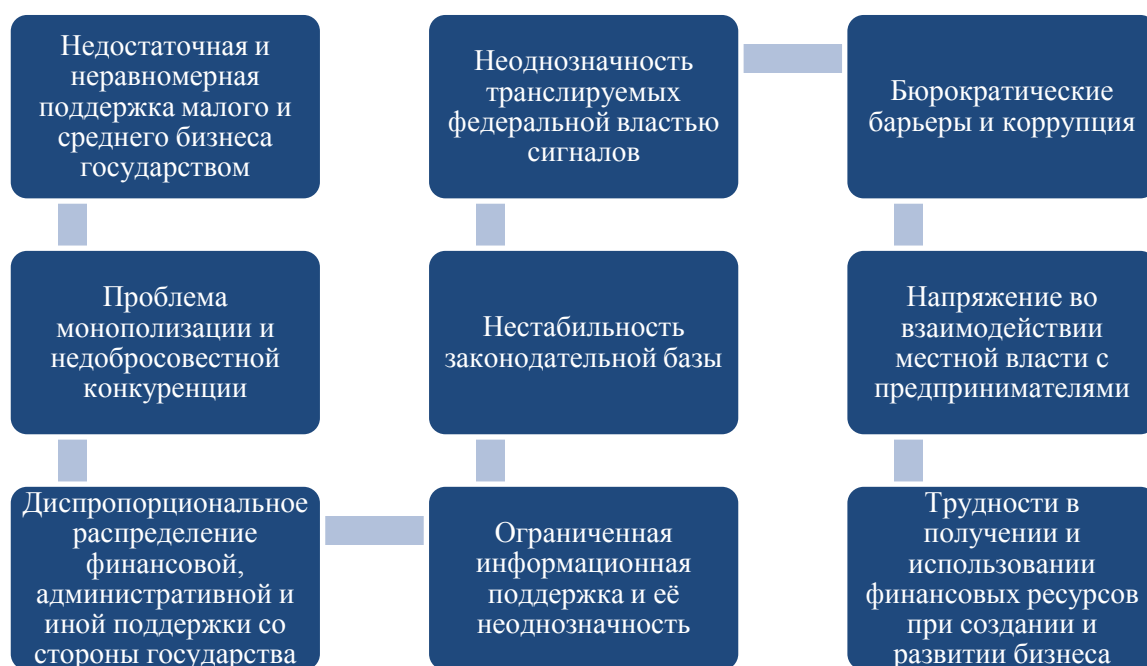 Недостаточная и
неравномерная
поддержка малого и
среднего бизнеса
государством
Проблема
монополизации и
недобросовестной
конкуренции
Диспропорциональное
распределение
финансовой,
административной и
иной поддержки со
стороны государства
Ограниченная
информационная
поддержка и её
неоднозначность
Нестабильность
законодательной базы
Неоднозначность
транслируемых
федеральной властью
сигналов
Бюрократические
барьеры и коррупция
Напряжение во
взаимодействии
местной власти с
предпринимателями
Трудности в
получении и
использовании
финансовых ресурсов
при создании и
развитии бизнеса